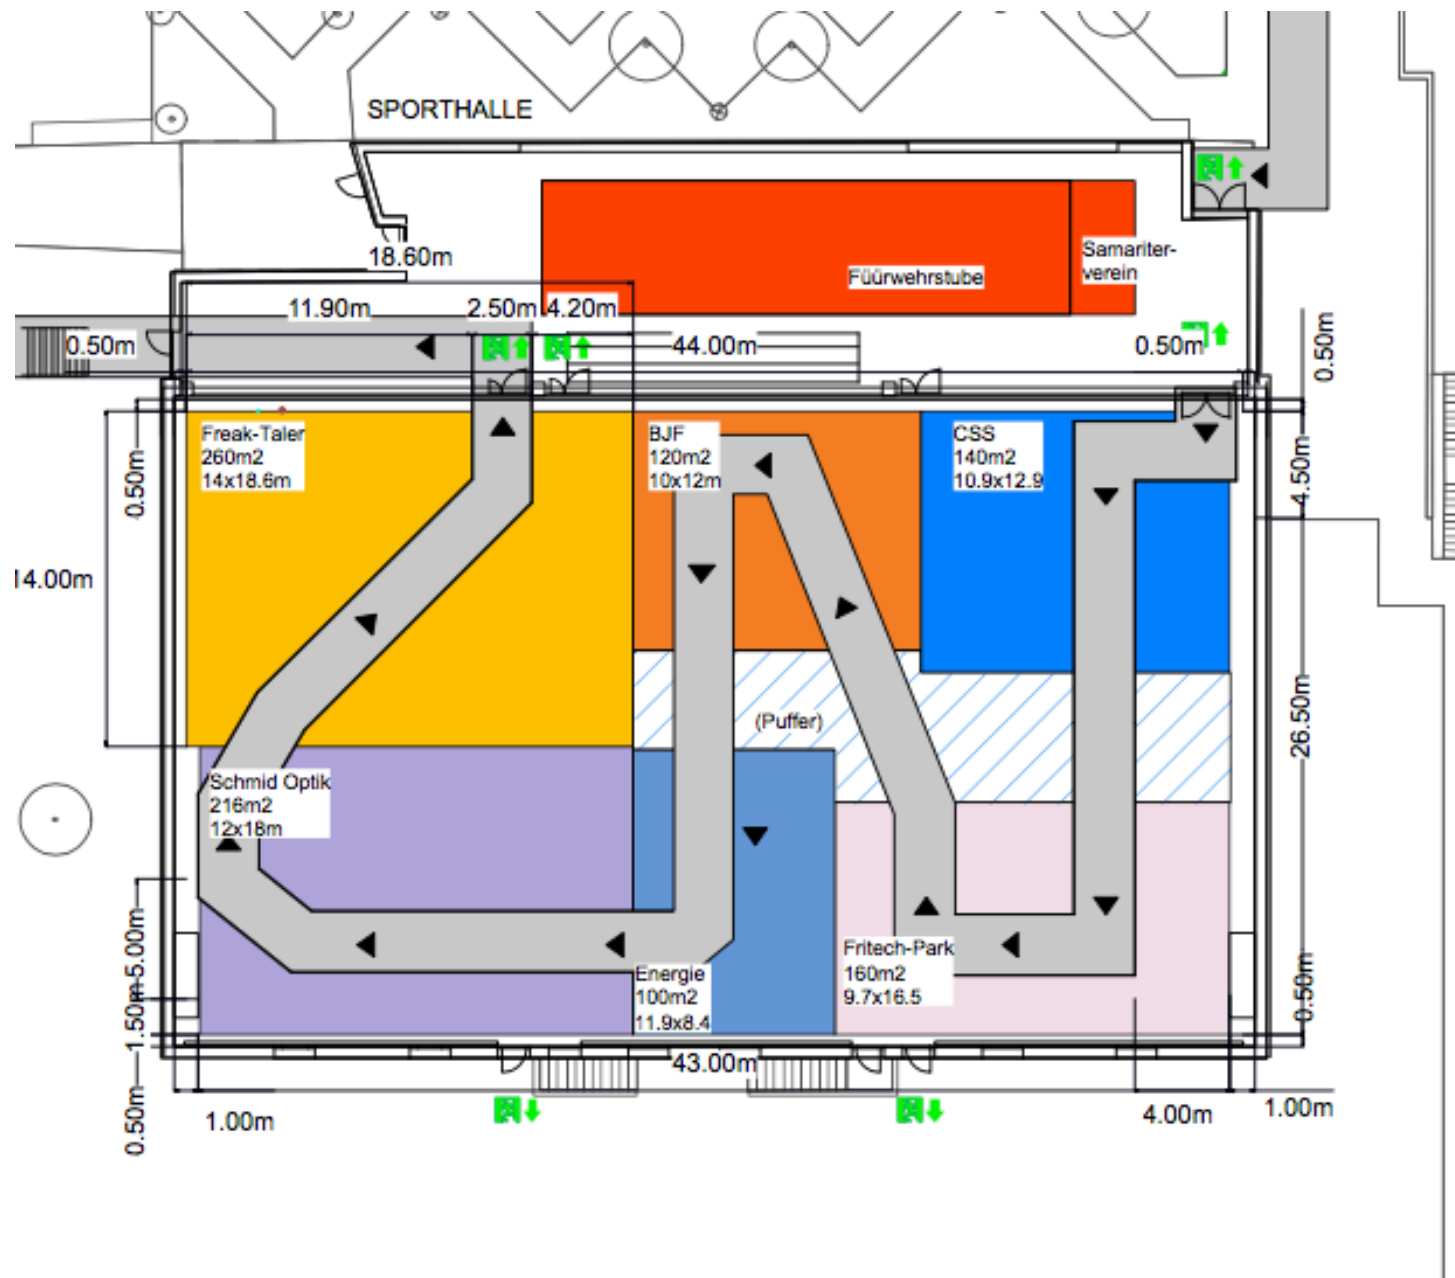 SPORTHALLE
Füürwehrstube
Samariter-
verein
18.60m
11.90m
2.50m
4.20m
0.50m
44.00m
0.50m
0.50m
Freak-Taler
260m2
14x18.6m
BJF
120m2
10x12m
CSS
140m2
10.9x12.9
0.50m
4.50m
14.00m
(Puffer)
26.50m
Schmid Optik
216m2
12x18m
Fritech-Park
160m2
9.7x16.5
Energie
100m2
11.9x8.4
5.00m
1.50m
0.50m
0.50m
43.00m
1.00m
4.00m
1.00m